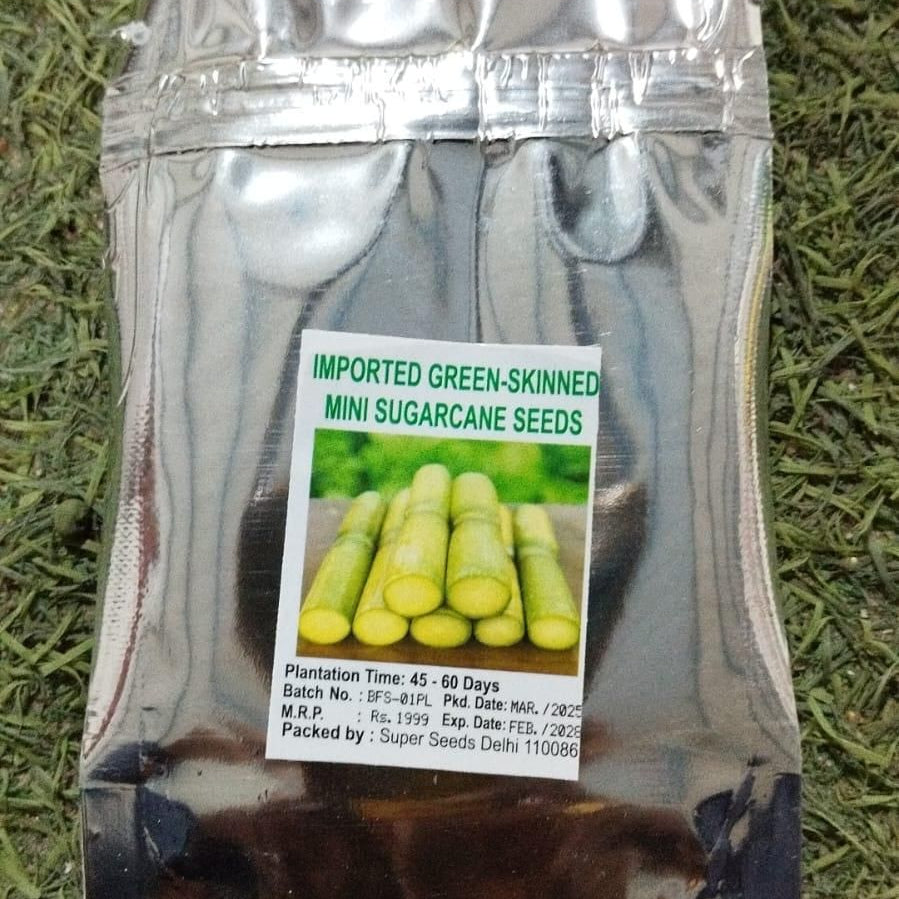 IMPORTED GREEN-SKINNED
MINI SUGARCANE SEEDS
Plantation Time: 45 - 60 Days
Batch No. : BFS-01PL Pkd. Date: MAR. /2025
M.R.P. : Rs. 1999 Exp. Date: FEB. /2028
Packed by : Super Seeds Delhi 110086